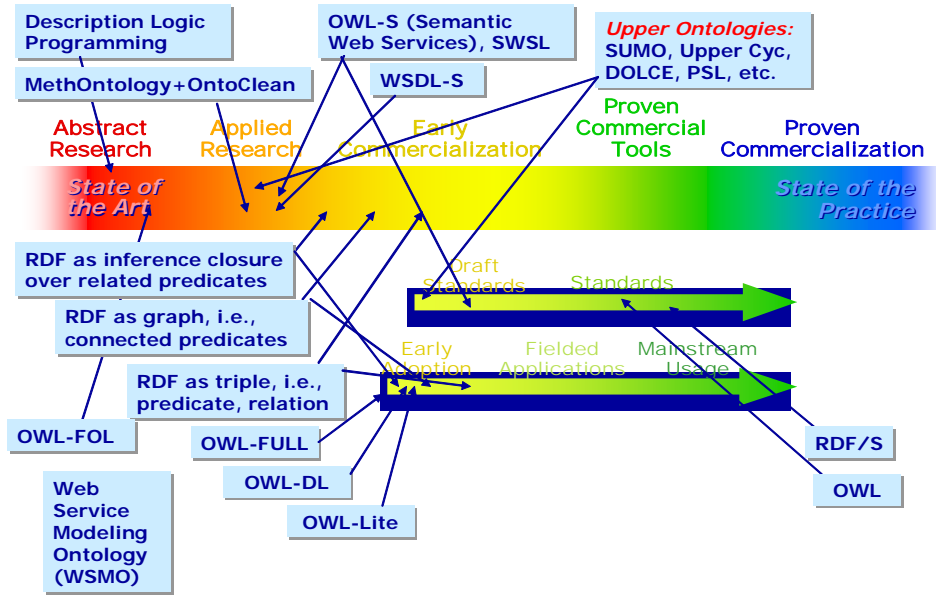 Description Logic
Programming
OWL-S (Semantic
Web Services), SWSL
Upper Ontologies:
SUMO, Upper Cyc,
DOLCE, PSL, etc.
MethOntology+OntoClean
WSDL-S
Abstract
Research
Applied
Research
Early
Commercialization
Proven
Commercial
Tools
Proven
Commercialization
State of
the Art
State of the
Practice
RDF as inference closure
over related predicates
Draft
Standards
Standards
RDF as graph, i.e.,
connected predicates
Early
Adoption
Fielded
Applications
Mainstream
Usage
RDF as triple, i.e.,
predicate, relation
OWL-FOL
OWL-FULL
RDF/S
OWL-DL
OWL
OWL-Lite
Web
Service
Modeling
Ontology
(WSMO)